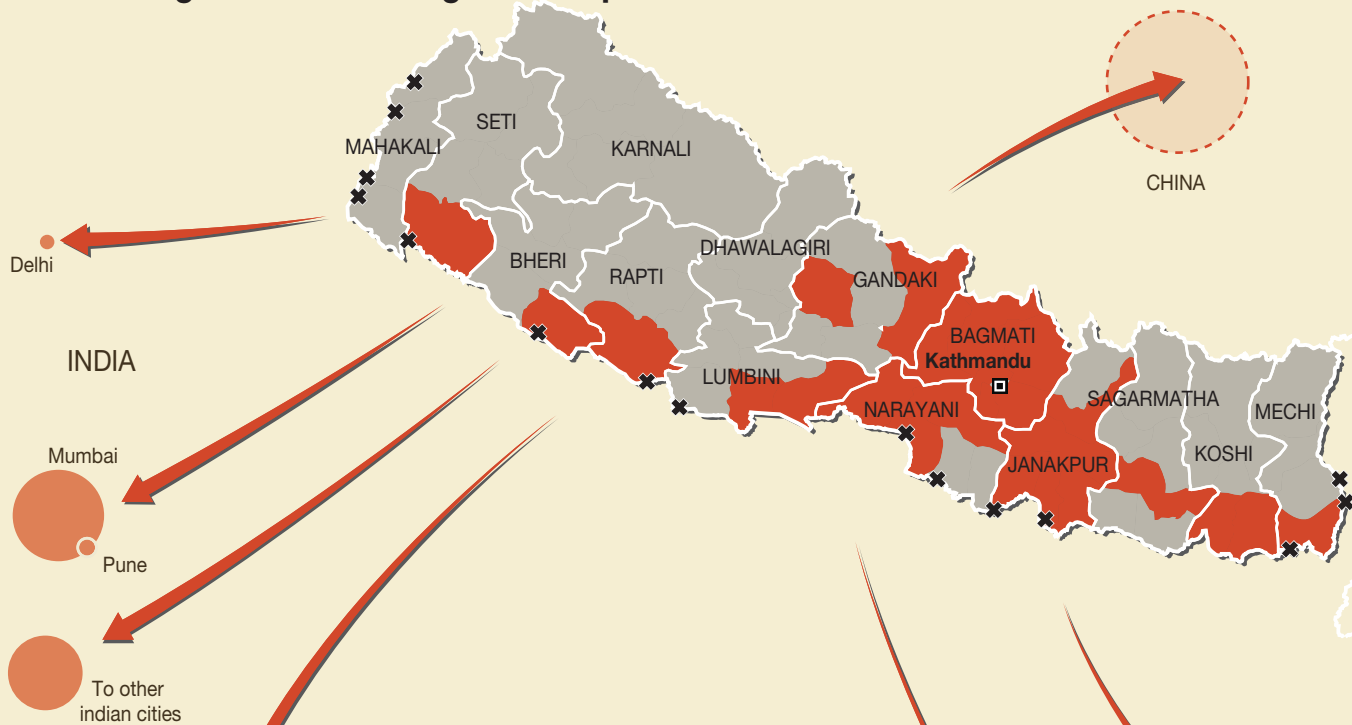 SETI
MAHAKALI
KARNALI
CHINA
DHAWALAGIRI
BHERI
Delhi
RAPTI
GANDAKI
BAGMATI
Kathmandu
INDIA
LUMBINI
SAGARMATHA
NARAYANI
MECHI
KOSHI
JANAKPUR
Mumbai
Pune
To other
indian cities